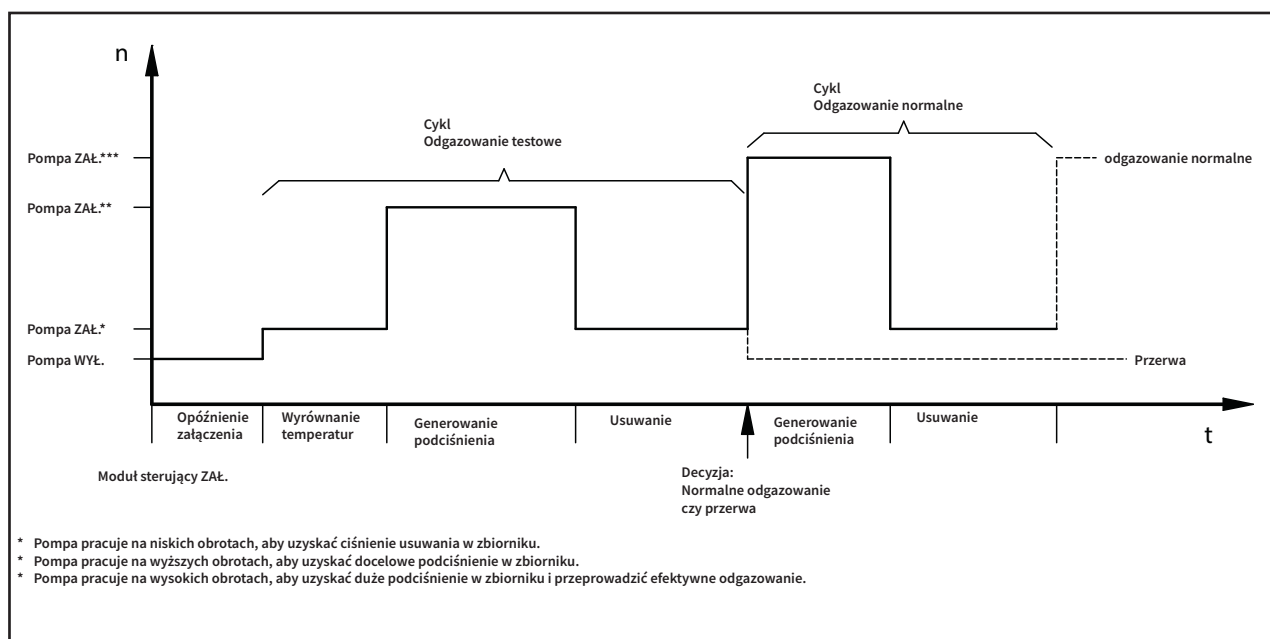 n
Cykl
Odgazowanie normalne
Cykl
Odgazowanie testowe
Pompa ZAŁ.***
odgazowanie normalne
Pompa ZAŁ.**
Pompa ZAŁ.*
Pompa WYŁ.
Przerwa
Opóźnienie
załączenia
Wyrównanie
temperatur
Generowanie
podciśnienia
Usuwanie
Generowanie
podciśnienia
Usuwanie
t
Moduł sterujący ZAŁ.
Decyzja:
Normalne odgazowanie
czy przerwa
* Pompa pracuje na niskich obrotach, aby uzyskać ciśnienie usuwania w zbiorniku.
* Pompa pracuje na wyższych obrotach, aby uzyskać docelowe podciśnienie w zbiorniku.
* Pompa pracuje na wysokich obrotach, aby uzyskać duże podciśnienie w zbiorniku i przeprowadzić efektywne odgazowanie.